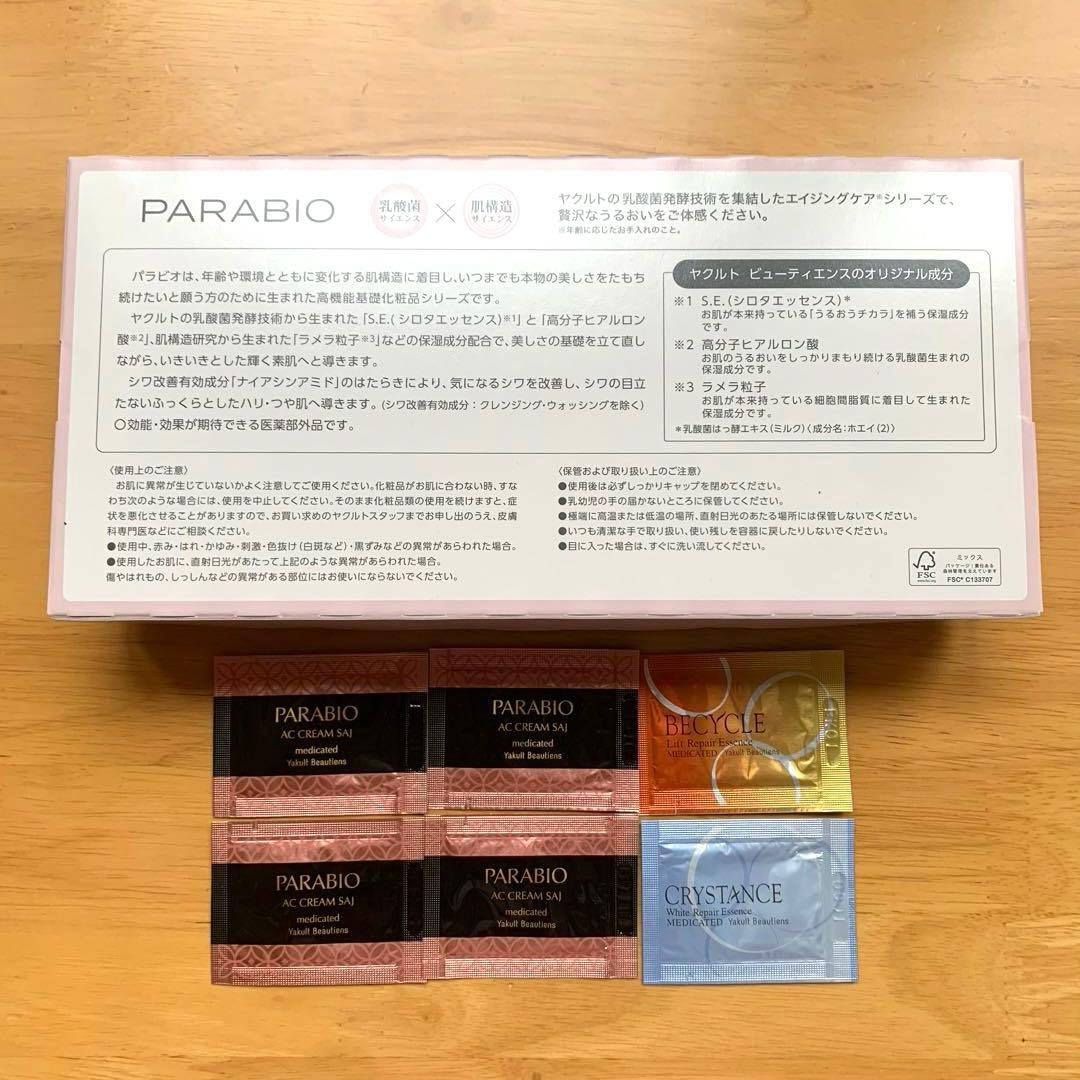 PARABIO
乳酸菌
サイエンス
×
肌構造
サイエンス
ヤクルトの乳酸菌発酵技術を集結したエイジングケア※シリーズで、
贅沢なうるおいをご体感ください。
※年齢に応じたお手入れのこと。
パラビオは、年齢や環境とともに変化する肌構造に着目し、いつまでも本物の美しさをたもち
続けたいと願う方のために生まれた高機能基礎化粧品シリーズです。
ヤクルトの乳酸菌発酵技術から生まれた「S.E.(シロタエッセンス)※1」と「高分子ヒアルロン
酸※2」、肌構造研究から生まれた「ラメラ粒子※3」などの保湿成分配合で、美しさの基礎を立て直し
ながら、いきいきとした輝く素肌へと導きます。
シワ改善有効成分「ナイアシンアミド」のはたらきにより、気になるシワを改善し、シワの目立
たないふっくらとしたハリ・つや肌へ導きます。(シワ改善有効成分：クレンジング・ウォッシングを除く)
〇効能・効果が期待できる医薬部外品です。
ヤクルト ビューティエンスのオリジナル成分
※1 S.E.(シロタエッセンス)*
お肌が本来持っている「うるおうチカラ」を補う保湿成分
です。
※2 高分子ヒアルロン酸
お肌のうるおいをしっかりまもり続ける乳酸菌生まれの
保湿成分です。
※3 ラメラ粒子
お肌が本来持っている細胞間脂質に着目して生まれた
保湿成分です。
*乳酸菌はっ酵エキス(ミルク)〈成分名：ホエイ(2)〉
〈使用上のご注意〉
お肌に異常が生じていないかよく注意してご使用ください。化粧品がお肌に合わない時、すな
わち次のような場合には、使用を中止してください。そのまま化粧品類の使用を続けますと、症
状を悪化させることがありますので、お買い求めのヤクルトスタッフまでお申し出のうえ、皮膚
科専門医などにご相談ください。
●使用中、赤み・はれ・かゆみ・刺激・色抜け(白斑など)・黒ずみなどの異常があらわれた場合。
●使用したお肌に、直射日光があたって上記のような異常があらわれた場合。
傷やはれもの、しっしんなどの異常がある部位にはお使いにならないでください。
〈保管および取り扱い上のご注意〉
●使用後は必ずしっかりキャップを閉めてください。
●乳幼児の手の届かないところに保管してください。
●極端に高温または低温の場所、直射日光のあたる場所には保管しないでください。
●いつも清潔な手で取り扱い、使い残しを容器に戻したりしないでください。
●目に入った場合は、すぐに洗い流してください。
FSC
www.fsc.org
ミックス
パッケージ｜責任ある
森林管理を支えています
FSC® C133707
PARABIO
AC CREAM SAJ
medicated
Yakult Beautiens
PARABIO
AC CREAM SAJ
medicated
Yakult Beautiens
BECYCLE
Lift Repair Essence
MEDICATED Yakult Beautiens
PARABIO
AC CREAM SAJ
medicated
Yakult Beautiens
PARABIO
AC CREAM SAJ
medicated
Yakult Beautiens
CRYSTANCE
White Repair Essence
MEDICATED Yakult Beautiens